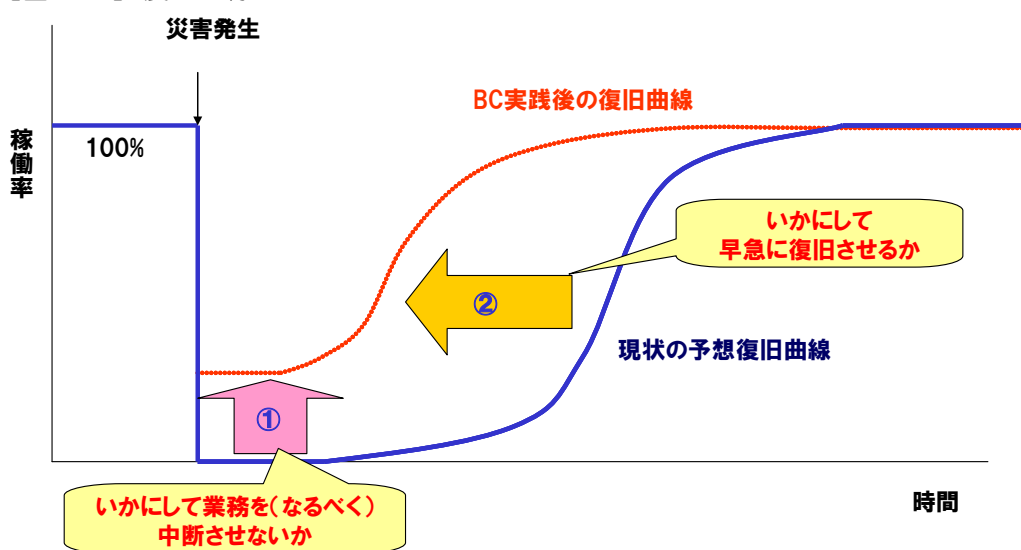 災害発生
BC実践後の復旧曲線
稼働率
100%
いかにして
早急に復旧させるか
②
現状の予想復旧曲線
①
いかにして業務を(なるべく)
中断させないか
時間